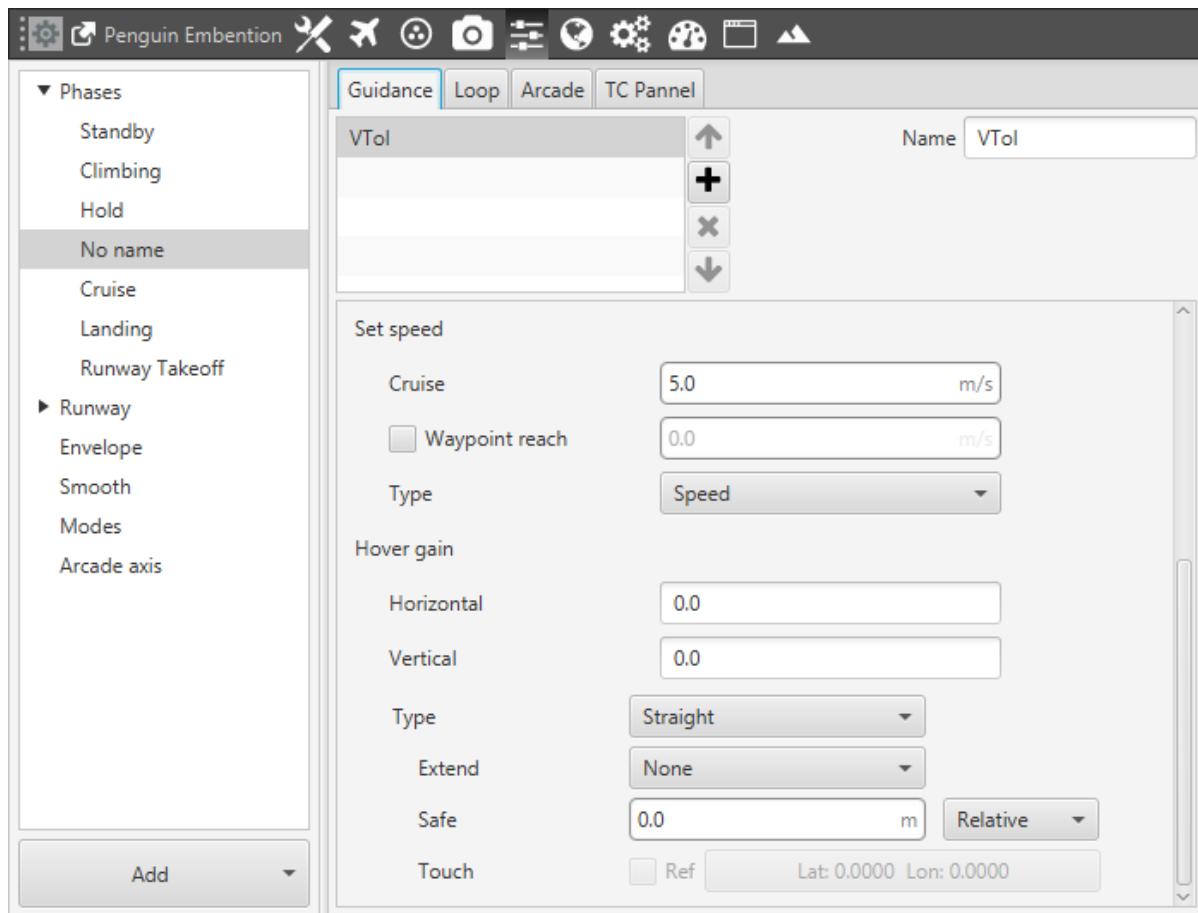 Penguin Embention
Phases
Standby
Climbing
Hold
No name
Cruise
Landing
Runway Takeoff
Runway
Envelope
Smooth
Modes
Arcade axis
Add
Guidance Loop Arcade TC Pannel
VTol
Name VTol
Set speed
Cruise 5.0 m/s
Waypoint reach 0.0 m/s
Type Speed
Hover gain
Horizontal 0.0
Vertical 0.0
Type Straight
Extend None
Safe 0.0 m Relative
Touch Ref Lat: 0.0000 Lon: 0.0000